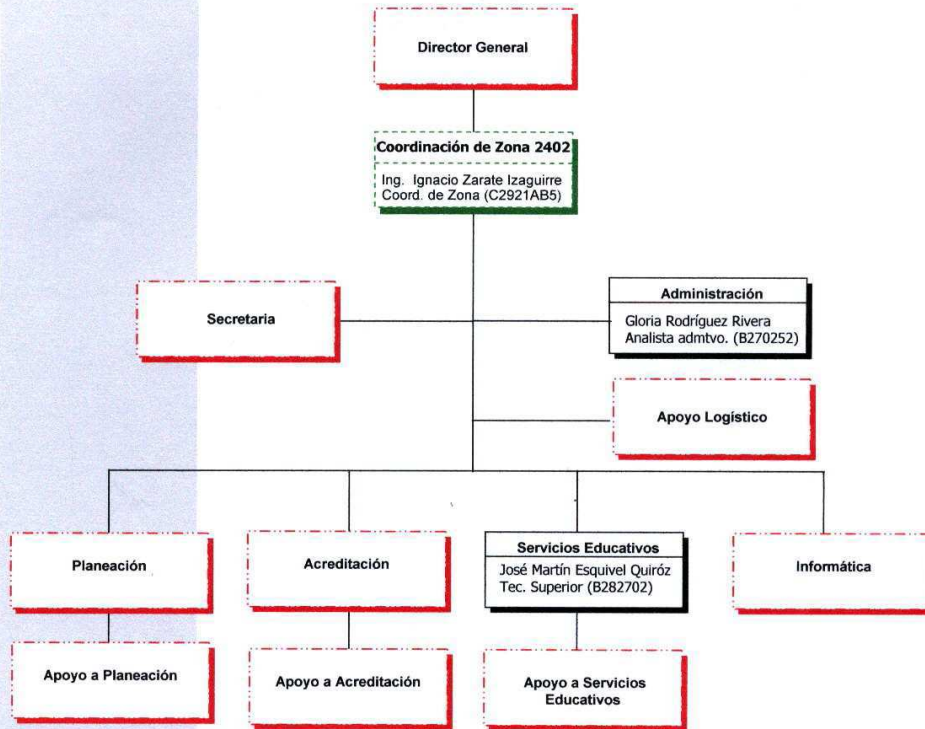 Director General
Coordinación de Zona 2402
Ing. Ignacio Zarate Izaguirre
Coord. de Zona (C2921AB5)
Secretaria
Administración
Gloria Rodríguez Rivera
Analista admtvo. (B270252)
Apoyo Logístico
Planeación
Acreditación
Servicios Educativos
José Martín Esquivel Quiróz
Tec. Superior (B282702)
Informática
Apoyo a Planeación
Apoyo a Acreditación
Apoyo a Servicios
Educativos